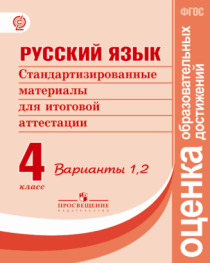 ФГОС
РУССКИЙ ЯЗЫК
Стандартизированные
материалы
для итоговой
аттестации
4
класс
Варианты 1,2
ПРОСВЕЩЕНИЕ
ИЗДАТЕЛЬСТВО
оценка
образовательных
достижений